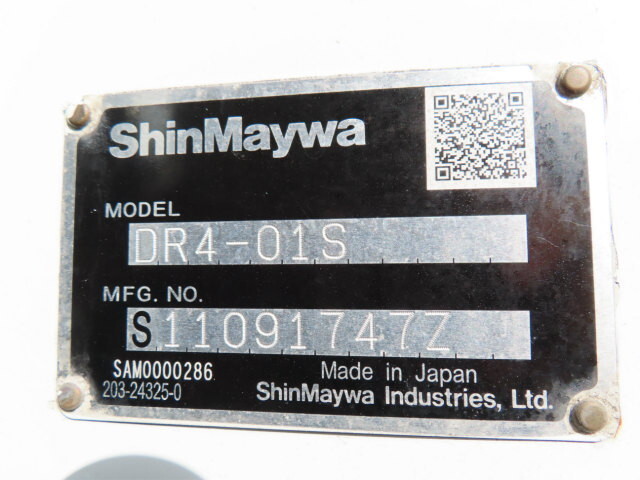 ShinMaywa
MODEL
DR4-01S
MFG. NO.
S11091747Z
SAM0000286
Made in Japan
203-24325-0
ShinMaywa Industries, Ltd.